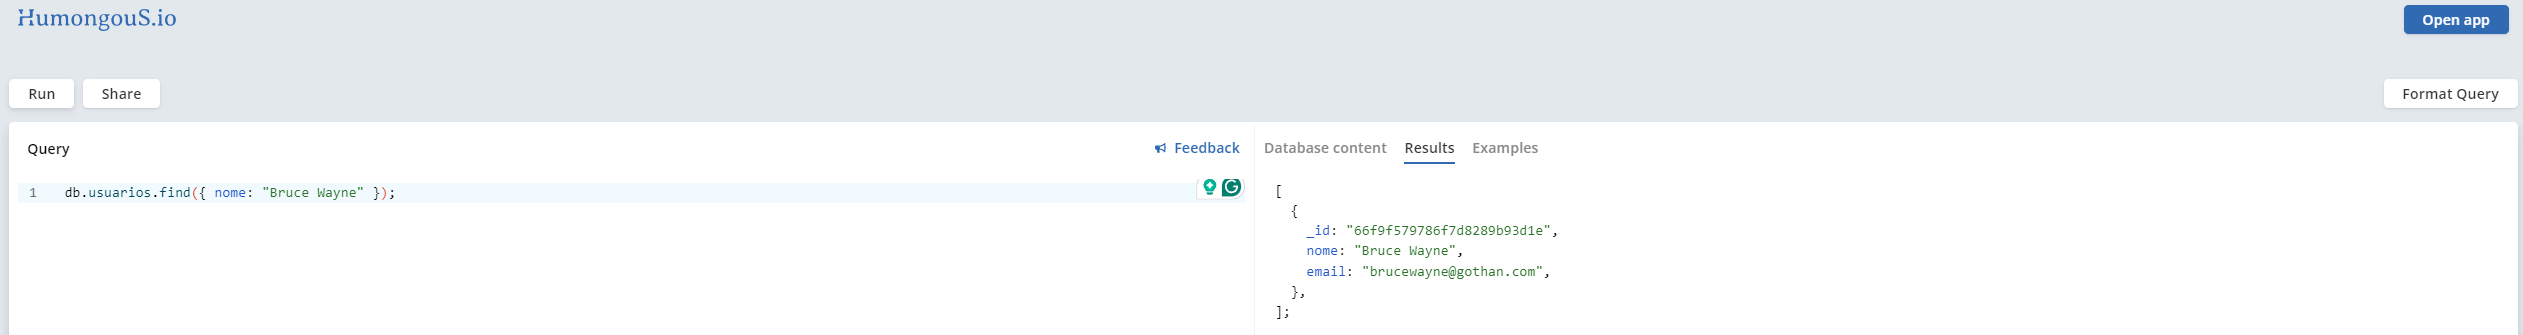 HumongouS.io
Open app
Run Share
Format Query
Query
Feedback
1 db.usuarios.find({ nome: "Bruce Wayne" });
Database content Results Examples
[
{
_id: "66f9f579786f7d8289b93d1e",
nome: "Bruce Wayne",
email: "brucewayne@gothan.com",
},
];